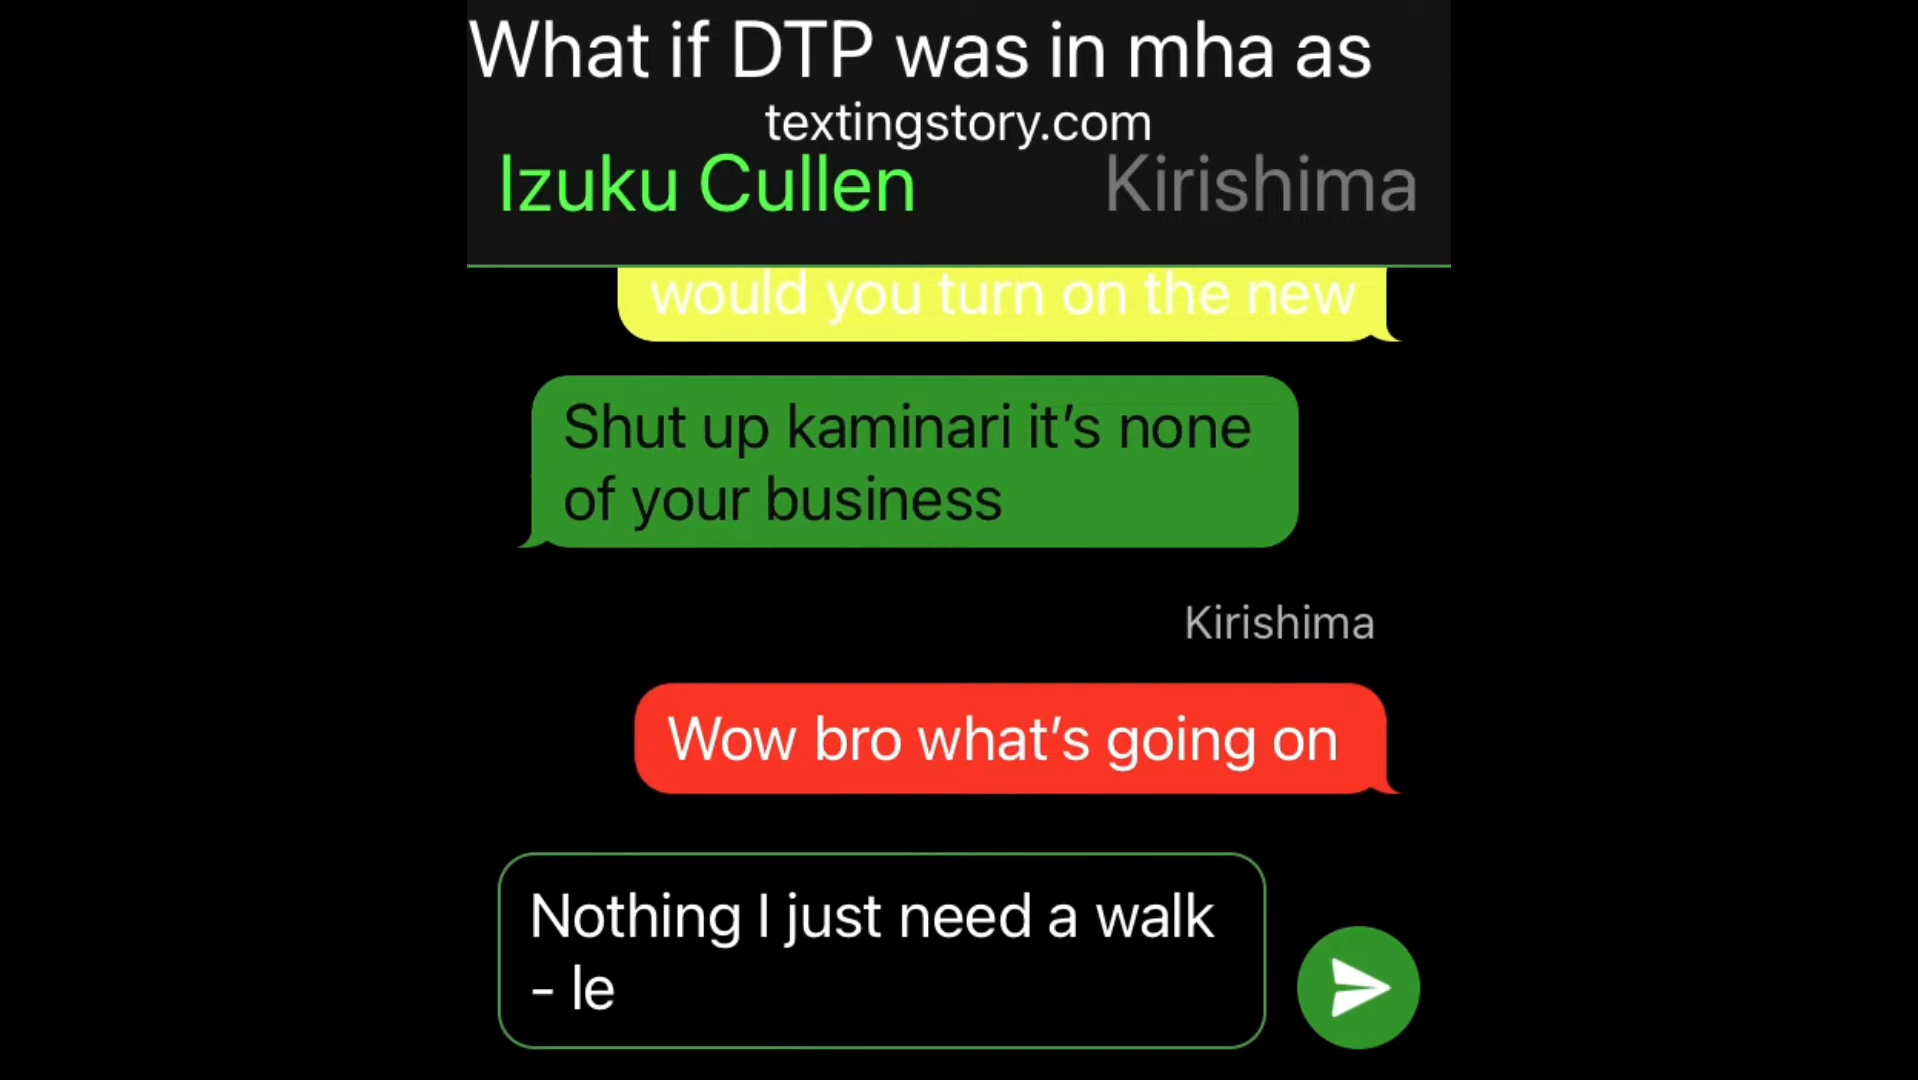 What if DTP was in mha as
textingstory.com
Izuku Cullen
Kirishima
would you turn on the new
Shut up kaminari it’s none
of your business
Kirishima
Wow bro what’s going on
Nothing I just need a walk
- le